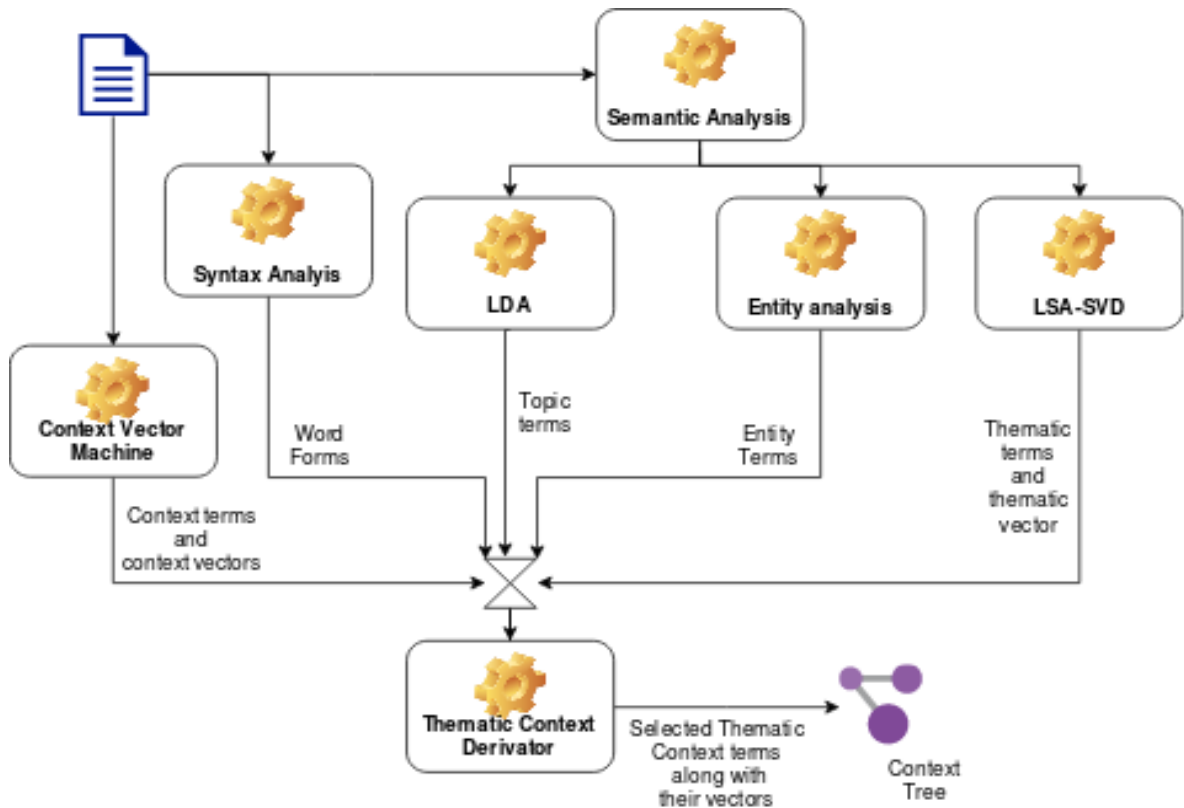 Semantic Analysis
Syntax Analyis
LDA
Entity analysis
LSA-SVD
Context Vector
Machine
Topic
terms
Word
Forms
Entity
Terms
Thematic
terms
and
thematic
vector
Context terms
and
context vectors
Thematic Context
Derivator
Selected Thematic
Context terms
along with
their vectors
Context
Tree